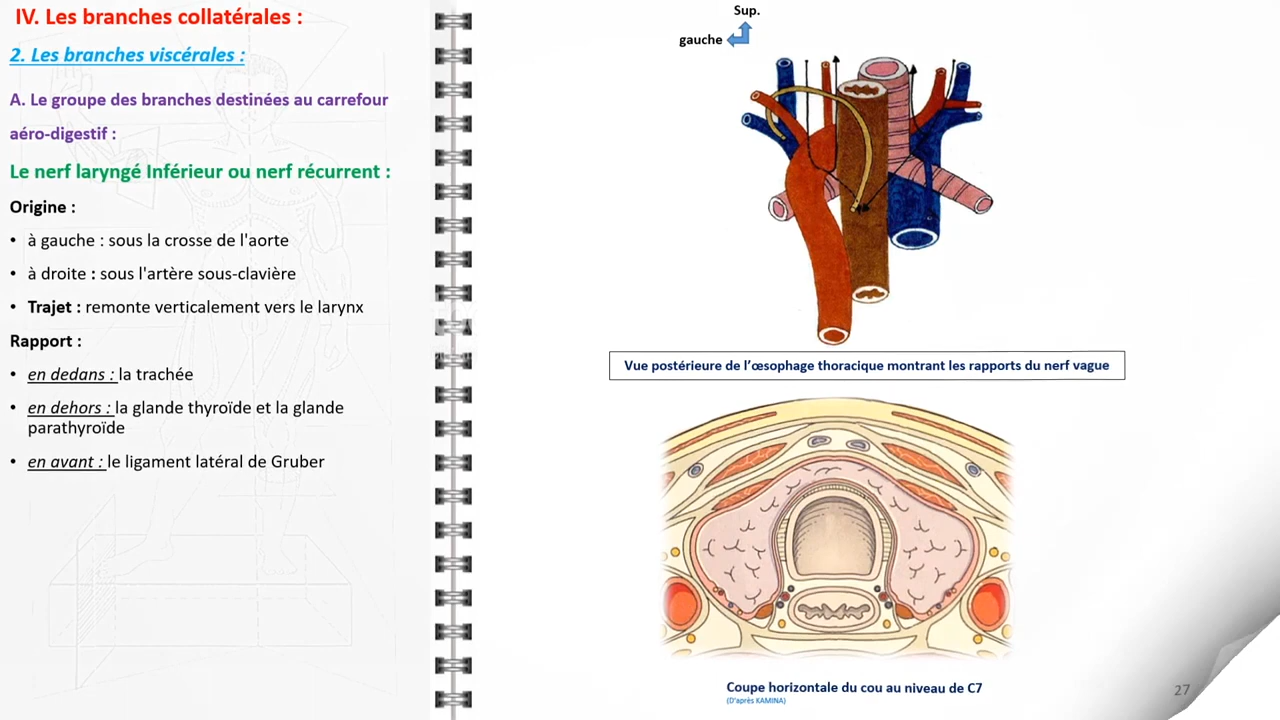 IV. Les branches collatérales :
2. Les branches viscérales :
A. Le groupe des branches destinées au carrefour
aéro-digestif :
Le nerf laryngé Inférieur ou nerf récurrent :
Origine :
• à gauche : sous la crosse de l'aorte
• à droite : sous l'artère sous-clavière
• Trajet : remonte verticalement vers le larynx
Rapport :
• en dedans : la trachée
• en dehors : la glande thyroïde et la glande
parathyroïde
• en avant : le ligament latéral de Gruber
Sup.
gauche
Vue postérieure de l’œsophage thoracique montrant les rapports du nerf vague
Coupe horizontale du cou au niveau de C7
(D'après KAMINA)
27